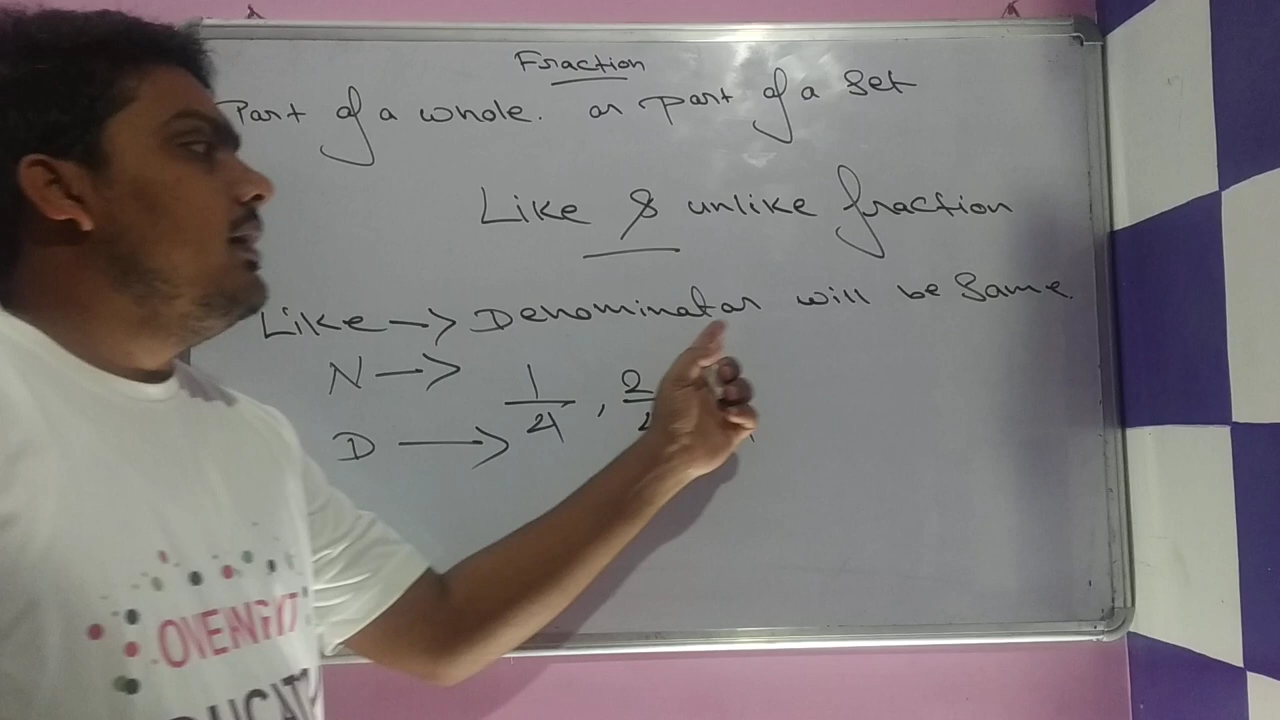 Fraction
Part of a whole. or part of a set
Like & unlike fraction
Like → Denominator will be Same.
N → 1 , 2
D → 4